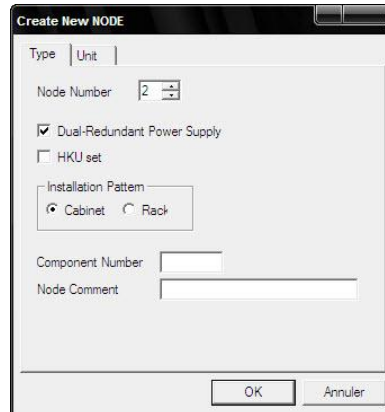 Create New NODE
Type Unit
Node Number 2
Dual-Redundant Power Supply
HKU set
Installation Pattern
Cabinet Rack
Component Number
Node Comment
OK Annuler